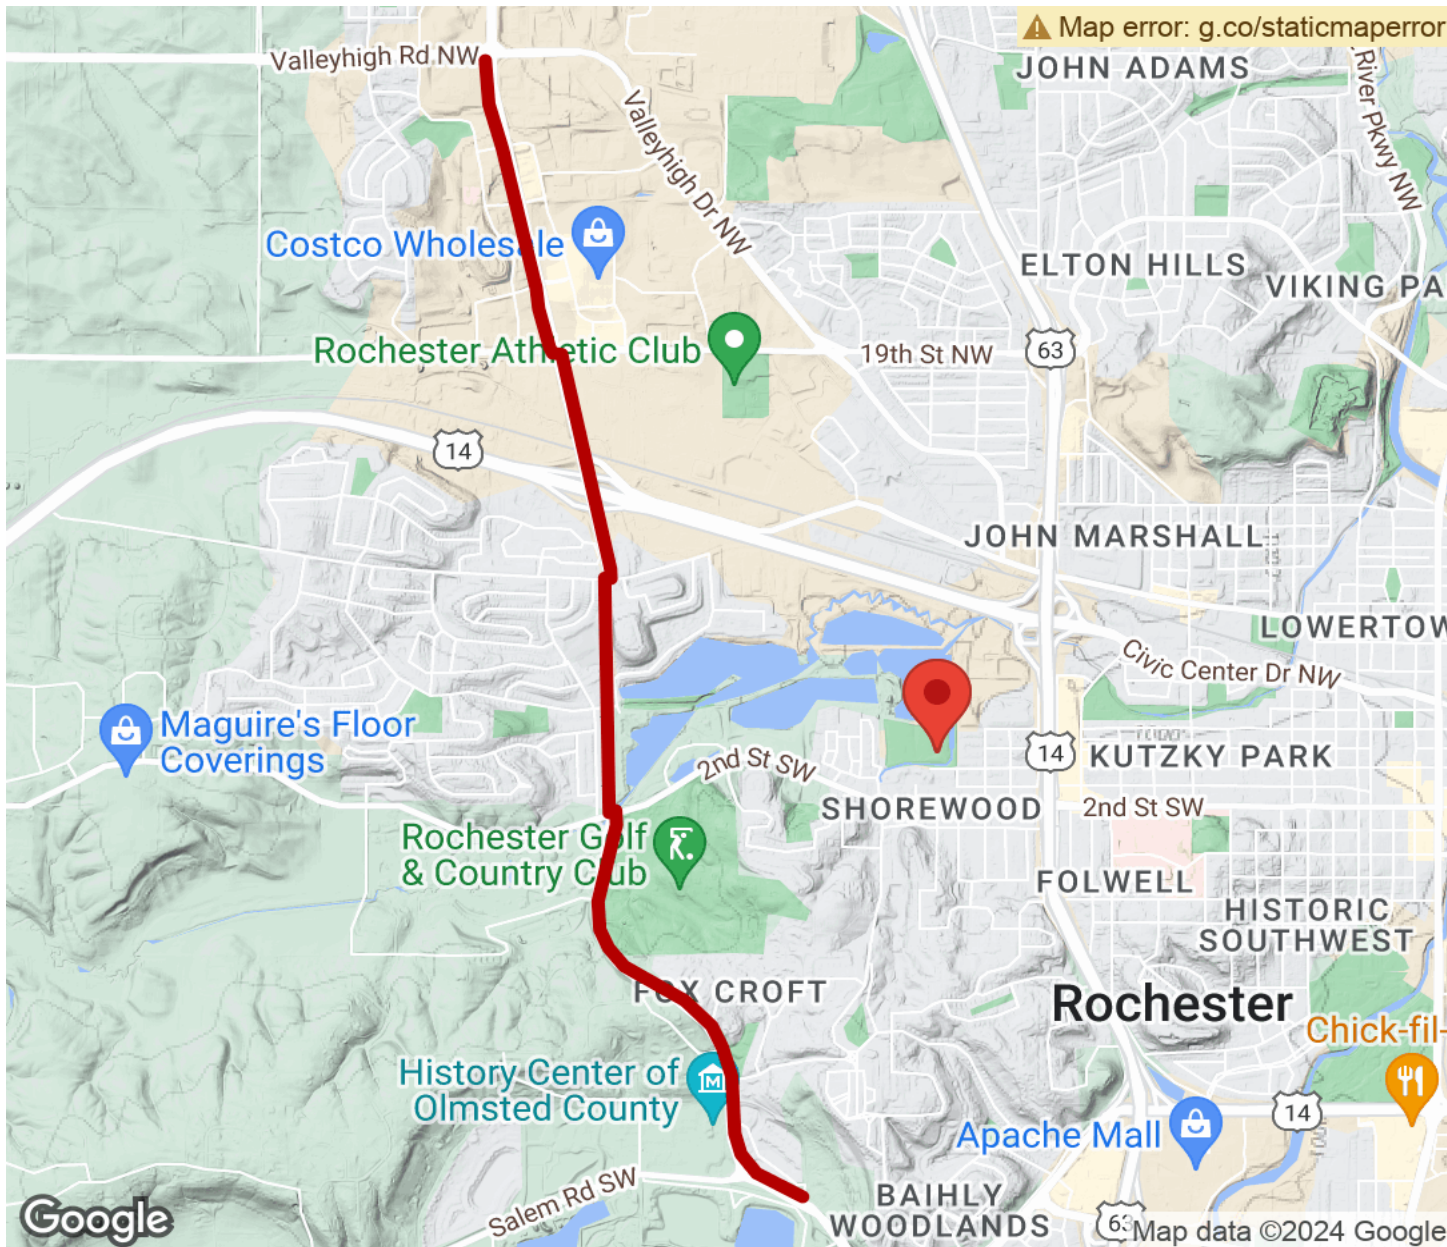 Map error: g.co/staticmaperror
Valleyhigh Rd NW
JOHN ADAMS
River Pkwy NW
Valleyhigh Dr NW
Costco Wholesale
ELTON HILLS
VIKING PA
Rochester Athletic Club
19th St NW
63
14
JOHN MARSHALL
LOWERTOW
Civic Center Dr NW
Maguire's Floor
Coverings
2nd St SW
14
KUTZKY PARK
SHOREWOOD
2nd St SW
Rochester Golf
& Country Club
FOLWELL
HISTORIC
SOUTHWEST
FOX CROFT
Rochester
Chick-fil-
History Center of
Olmsted County
M
14
Apache Mall
Salem Rd SW
BAIHLY
WOODLANDS
63
Google
Map data ©2024 Google